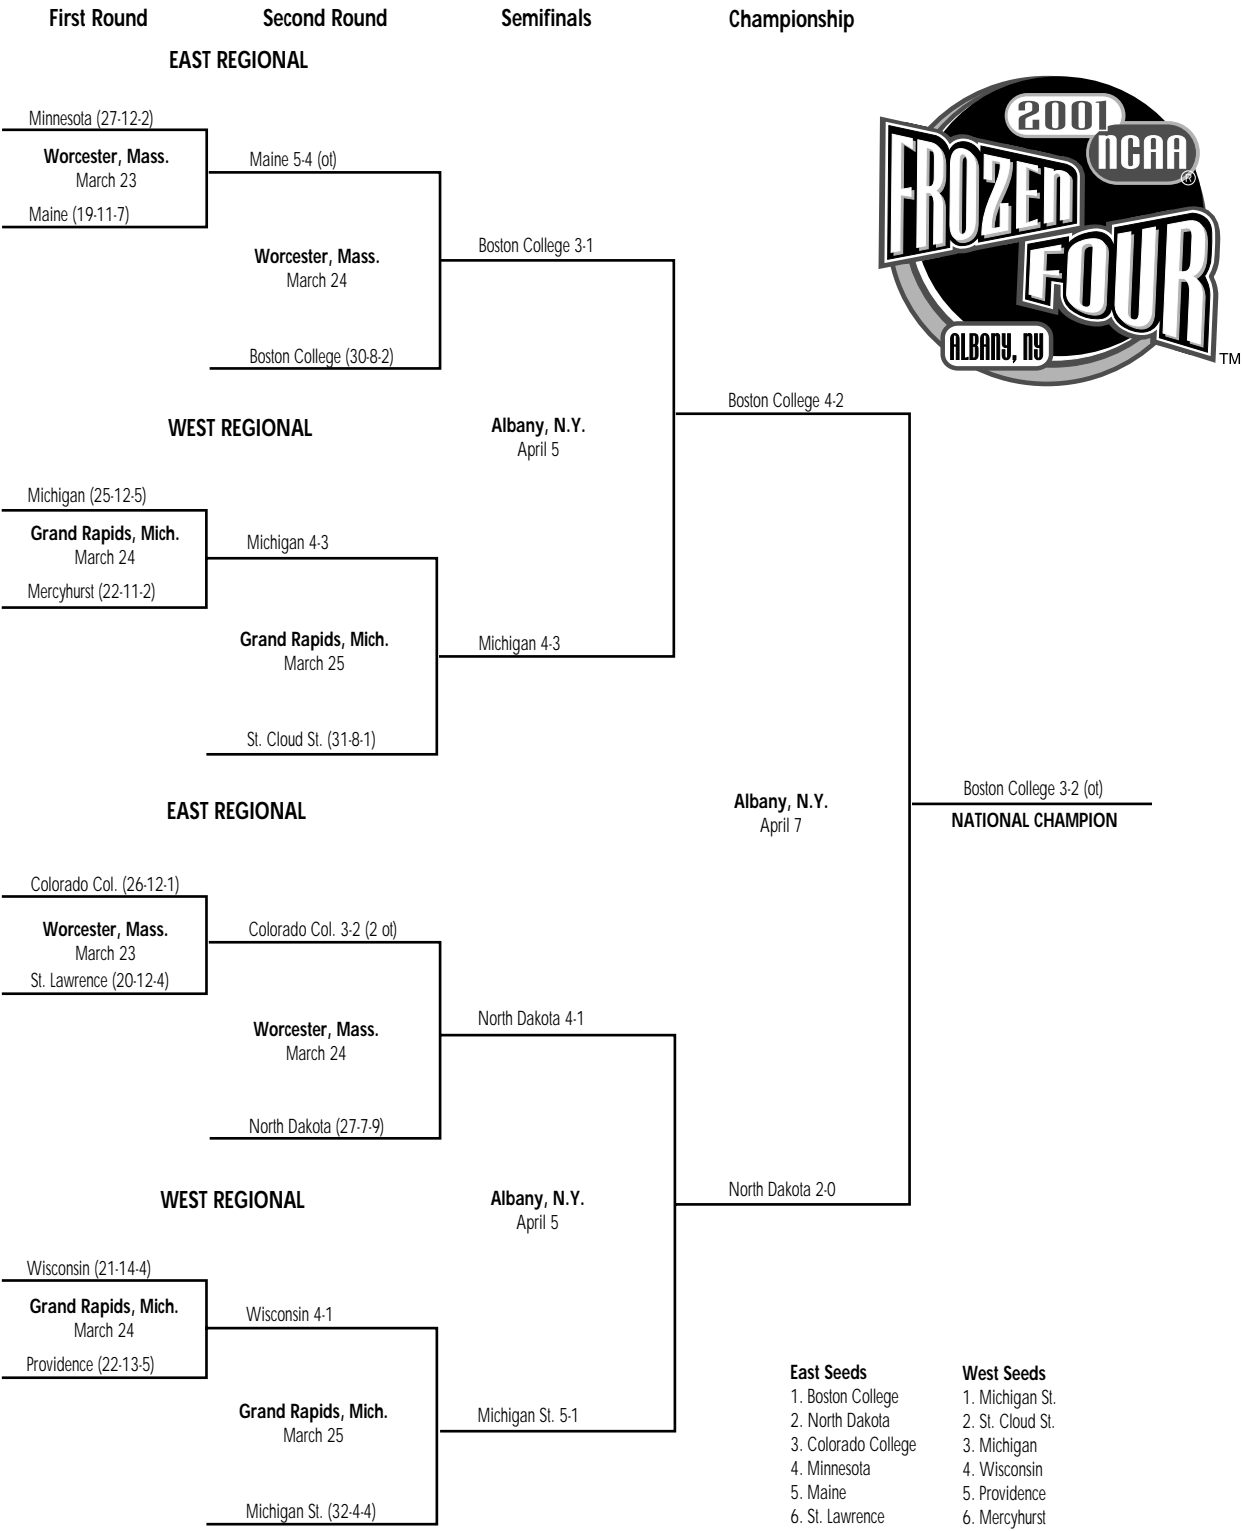 First Round
Second Round
Semifinals
Championship
EAST REGIONAL
2001
NCAA
®
FROZEN
FOUR
ALBANY, NY
TM
Minnesota (27-12-2)
Worcester, Mass.
March 23
Maine (19-11-7)
Maine 5-4 (ot)
Worcester, Mass.
March 24
Boston College (30-8-2)
Boston College 3-1
WEST REGIONAL
Albany, N.Y.
April 5
Boston College 4-2
Michigan (25-12-5)
Grand Rapids, Mich.
March 24
Mercyhurst (22-11-2)
Michigan 4-3
Grand Rapids, Mich.
March 25
St. Cloud St. (31-8-1)
Michigan 4-3
EAST REGIONAL
Albany, N.Y.
April 7
Boston College 3-2 (ot)
NATIONAL CHAMPION
Colorado Col. (26-12-1)
Worcester, Mass.
March 23
St. Lawrence (20-12-4)
Colorado Col. 3-2 (2 ot)
Worcester, Mass.
March 24
North Dakota (27-7-9)
North Dakota 4-1
WEST REGIONAL
Albany, N.Y.
April 5
North Dakota 2-0
Wisconsin (21-14-4)
Grand Rapids, Mich.
March 24
Providence (22-13-5)
Wisconsin 4-1
Grand Rapids, Mich.
March 25
Michigan St. (32-4-4)
Michigan St. 5-1
East Seeds
1. Boston College
2. North Dakota
3. Colorado College
4. Minnesota
5. Maine
6. St. Lawrence
West Seeds
1. Michigan St.
2. St. Cloud St.
3. Michigan
4. Wisconsin
5. Providence
6. Mercyhurst